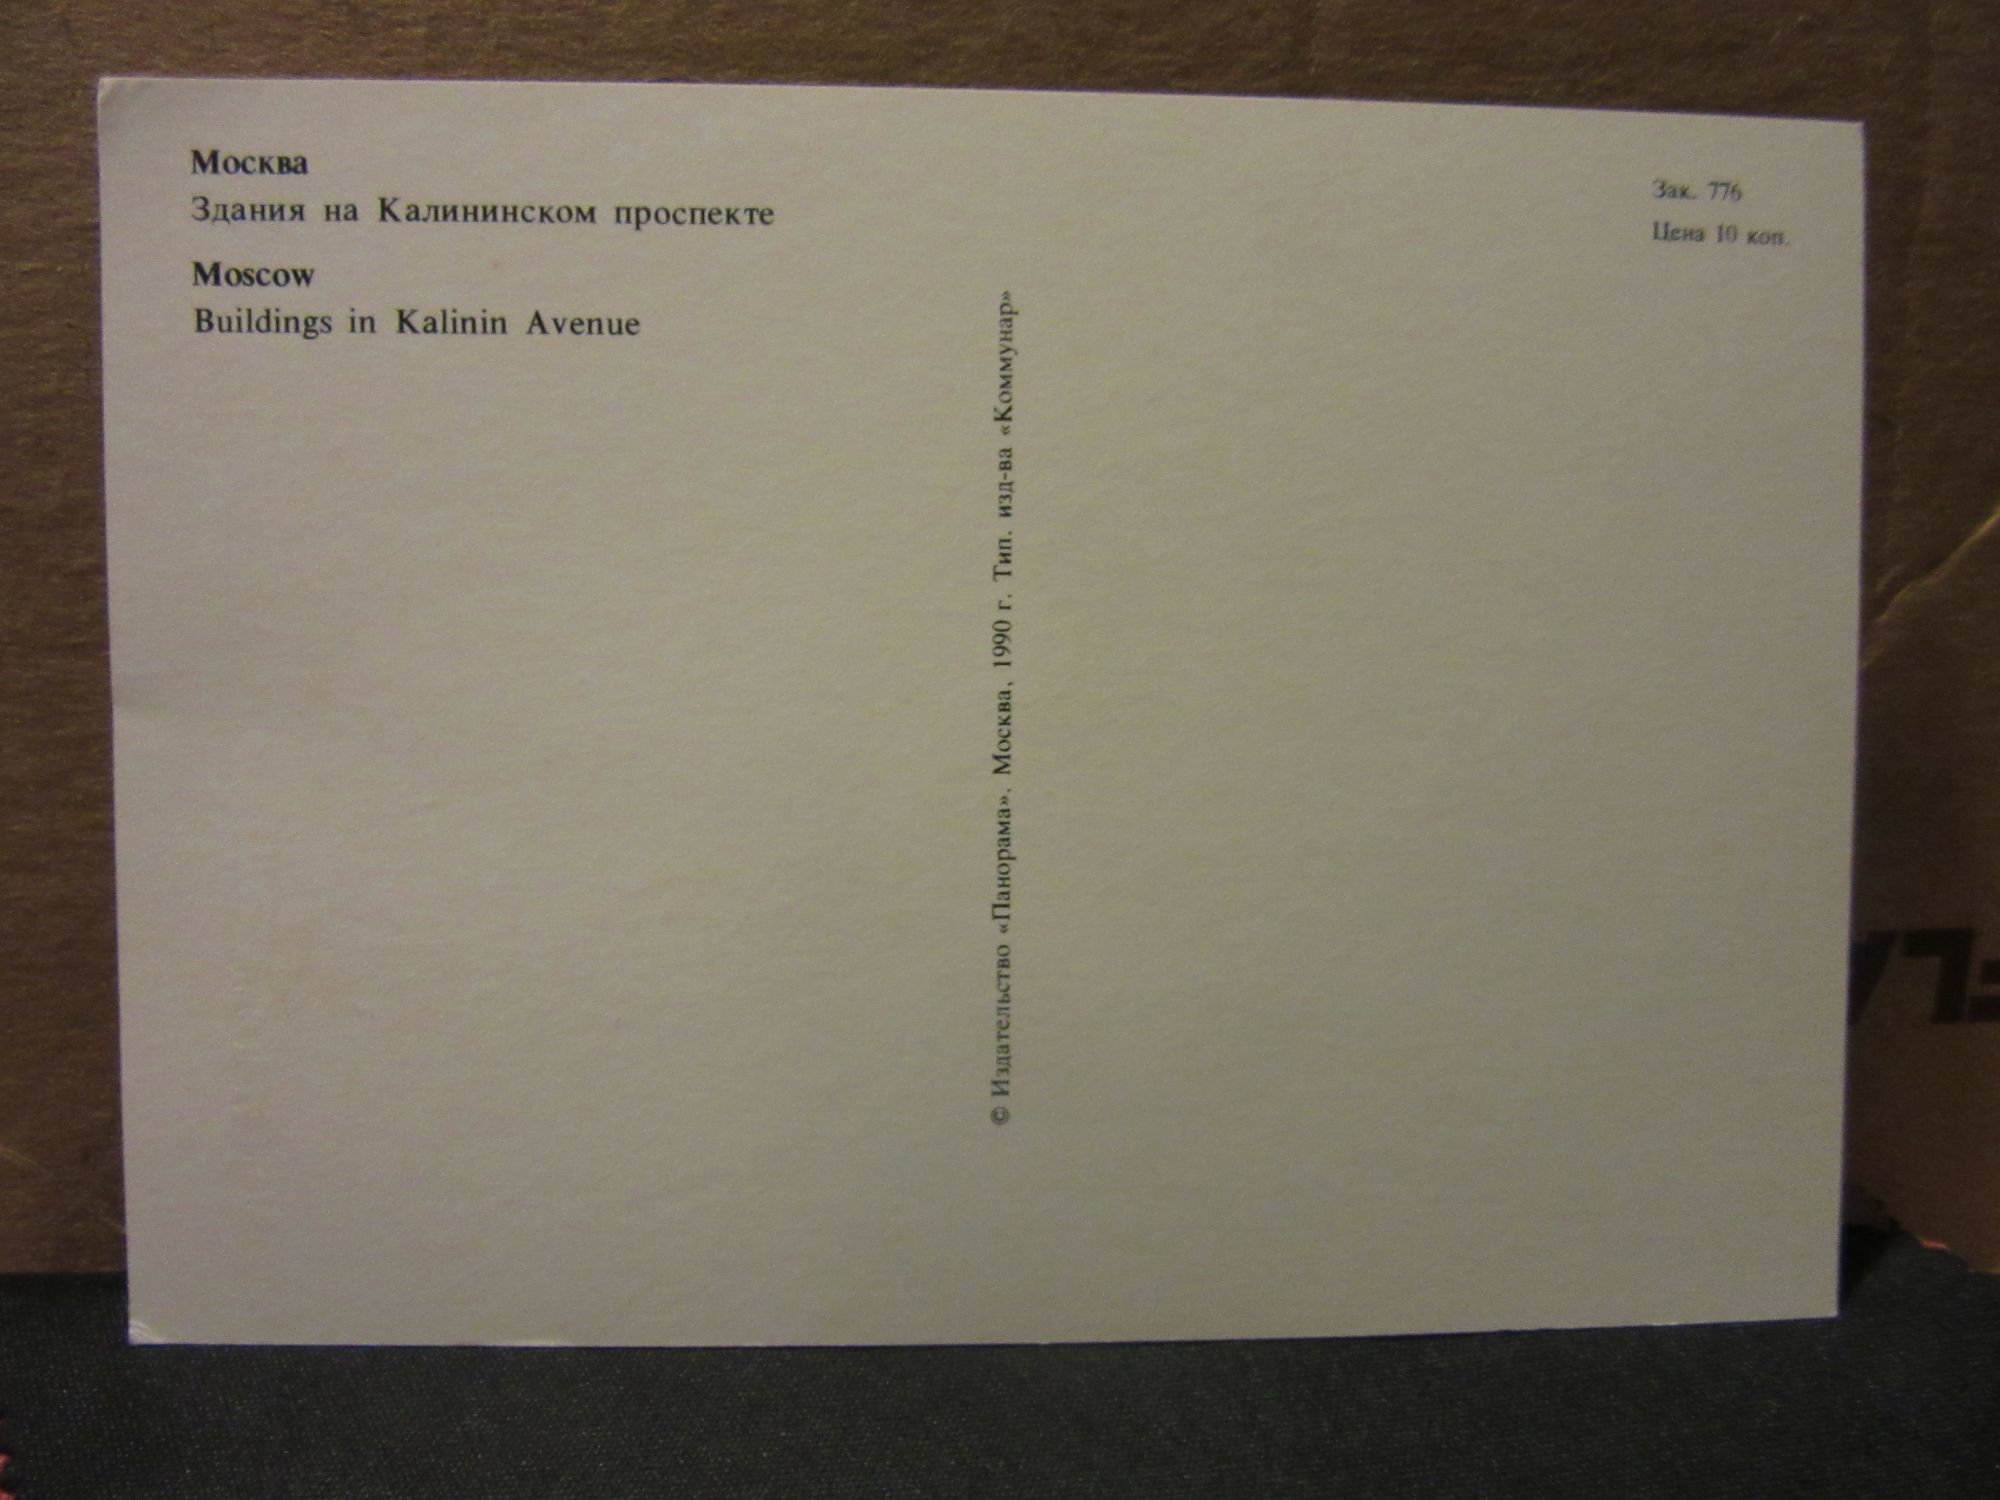 Москва
Здания на Калининском проспекте
Moscow
Buildings in Kalinin Avenue
Зак. 776
Цена 10 коп.
© Издательство «Панорама». Москва, 1990 г. Тип. изд-ва «Коммунар»